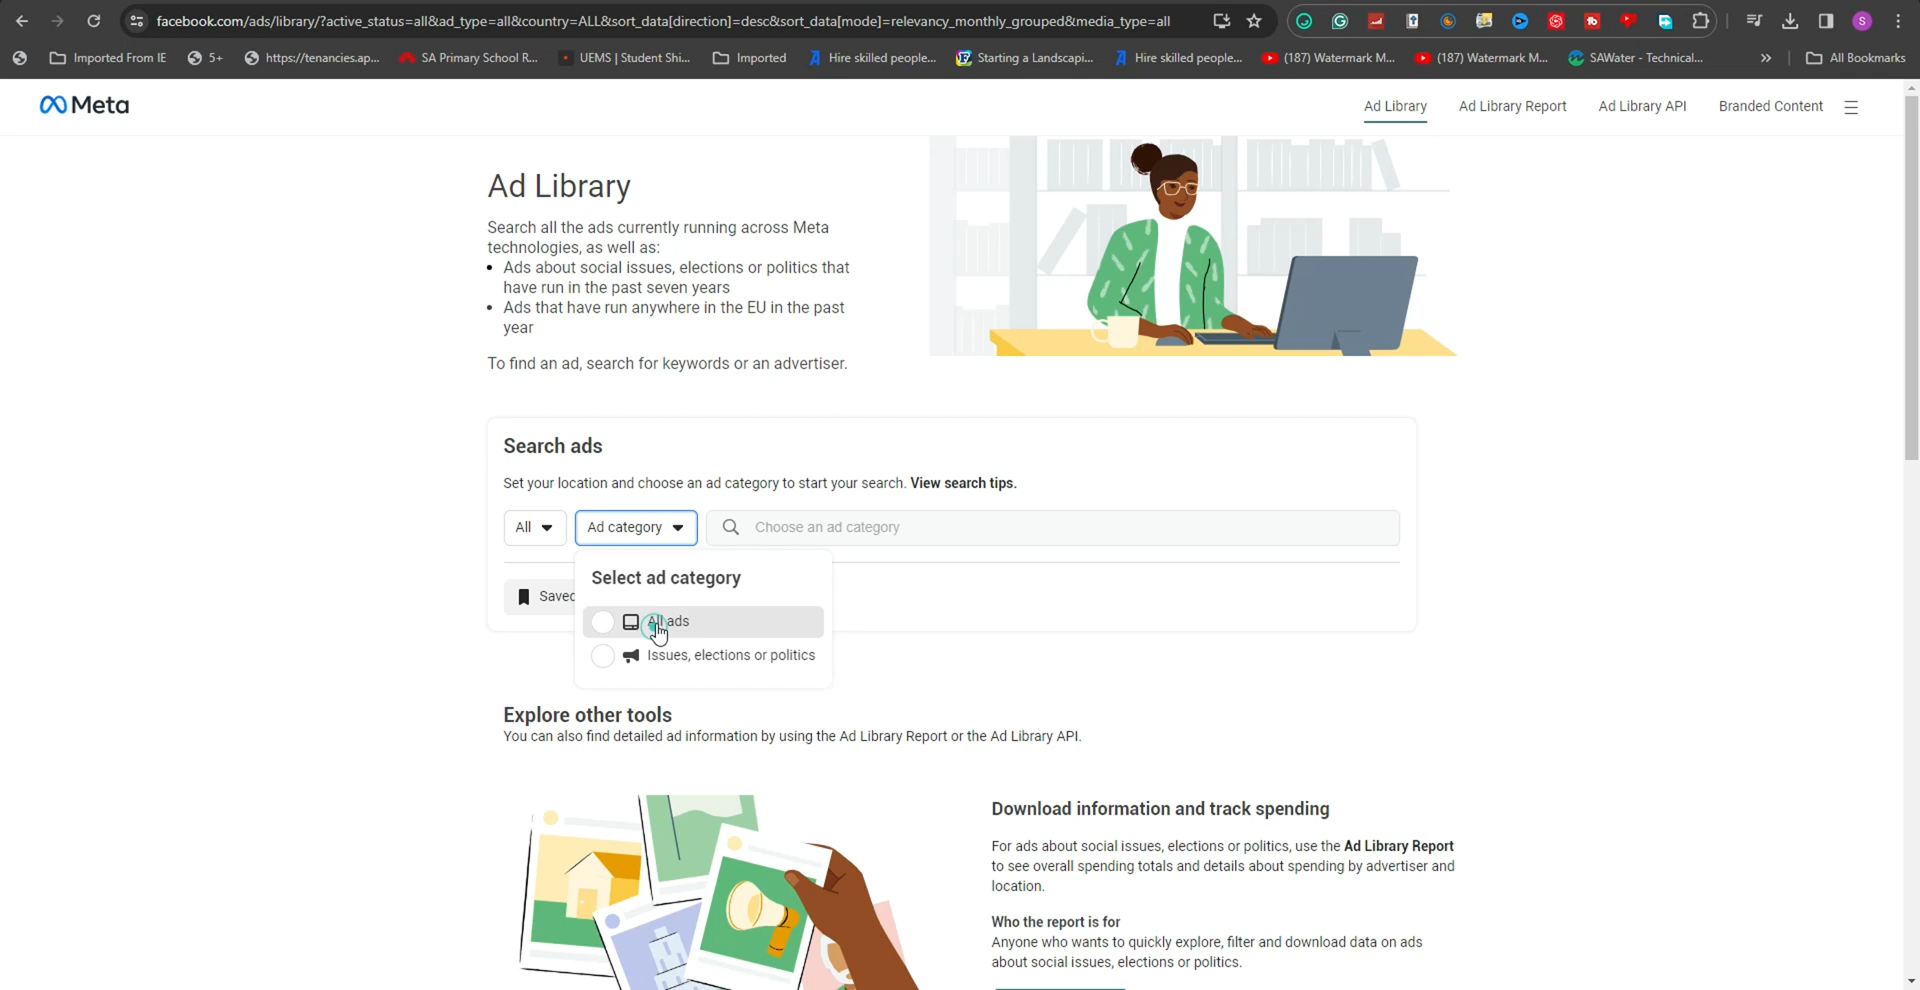 facebook.com/ads/library/?active_status=all&ad_type=all&country=ALL&sort_data[direction]=desc&sort_data[mode]=relevancy_monthly_grouped&media_type=all
S
Imported From IE
5+
https://tenancies.ap...
SA Primary School R...
UEMS | Student Shi...
Imported
Hire skilled people...
Starting a Landscapi...
Hire skilled people...
(187) Watermark M...
(187) Watermark M...
SAWater - Technical...
»
All Bookmarks
Meta
Ad Library
Ad Library Report
Ad Library API
Branded Content
Ad Library
Search all the ads currently running across Meta
technologies, as well as:
• Ads about social issues, elections or politics that
have run in the past seven years
• Ads that have run anywhere in the EU in the past
year
To find an ad, search for keywords or an advertiser.
Search ads
Set your location and choose an ad category to start your search. View search tips.
All
Ad category
Choose an ad category
Select ad category
Saved
All ads
Issues, elections or politics
Explore other tools
You can also find detailed ad information by using the Ad Library Report or the Ad Library API.
Download information and track spending
For ads about social issues, elections or politics, use the Ad Library Report
to see overall spending totals and details about spending by advertiser and
location.
Who the report is for
Anyone who wants to quickly explore, filter and download data on ads
about social issues, elections or politics.